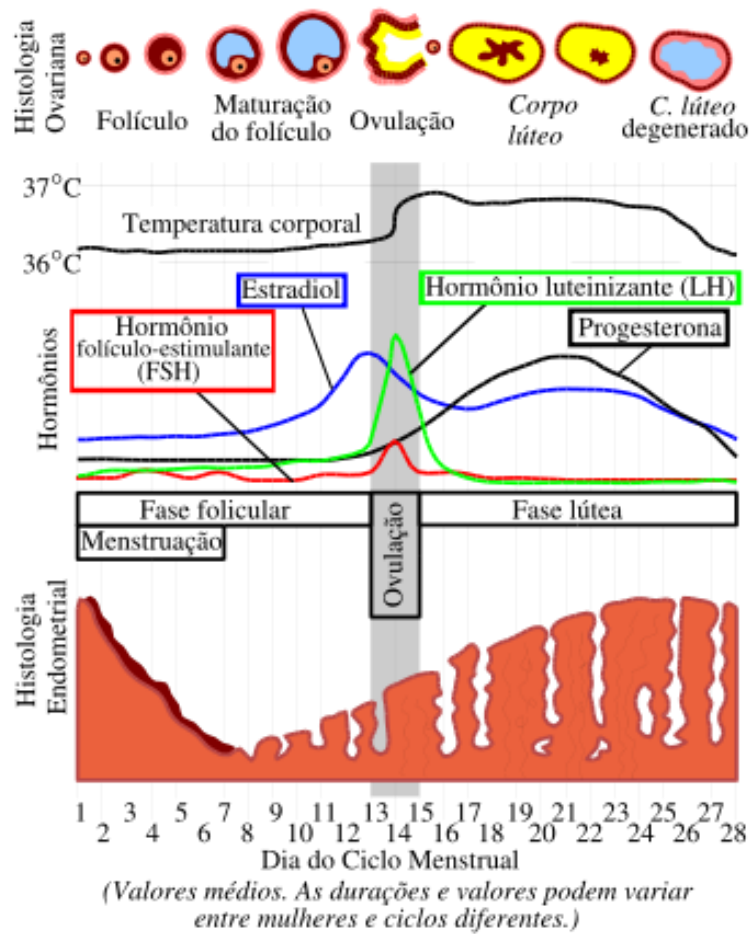 Histologia
Ovariana
Folículo
Maturação
do folículo
Ovulação
Corpo
lúteo
C. lúteo
degenerado
37°C
Temperatura corporal
36°C
Hormônios
Estradiol
Hormônio luteinizante (LH)
Hormônio
folículo-estimulante
(FSH)
Progesterona
Fase folicular
Ovulação
Fase lútea
Menstruação
Histologia
Endometrial
1 3 5 7 9 11 13 15 17 19 21 23 25 27
2 4 6 8 10 12 14 16 18 20 22 24 26 28
Dia do Ciclo Menstrual
(Valores médios. As durações e valores podem variar
entre mulheres e ciclos diferentes.)